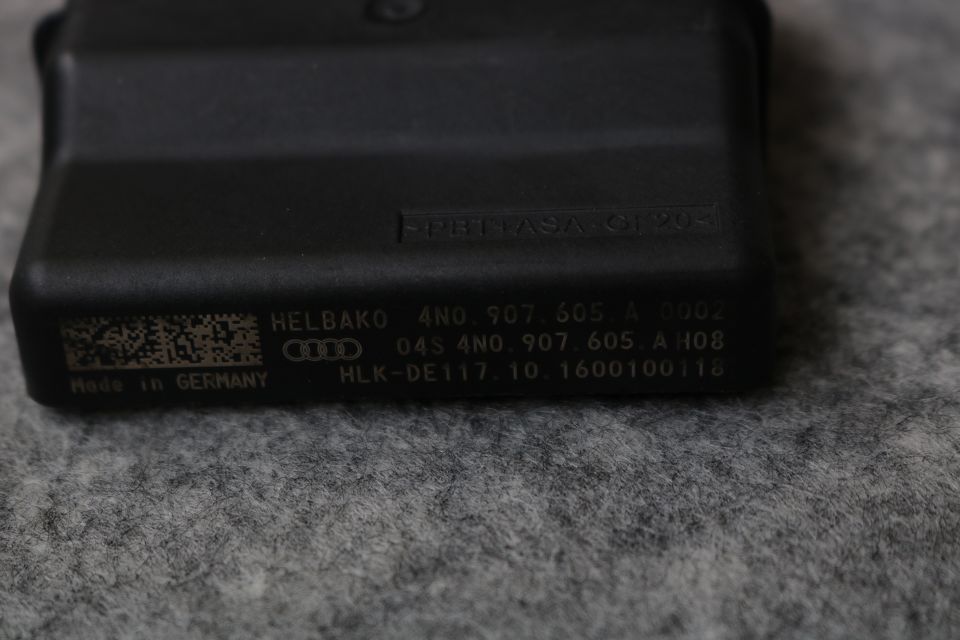 >PBT+ASA-GF20<
HELBAKO 4N0.907.605.A 0002
04S 4N0.907.605.A H08
Made in GERMANY HLK-DE117.10.1600100118